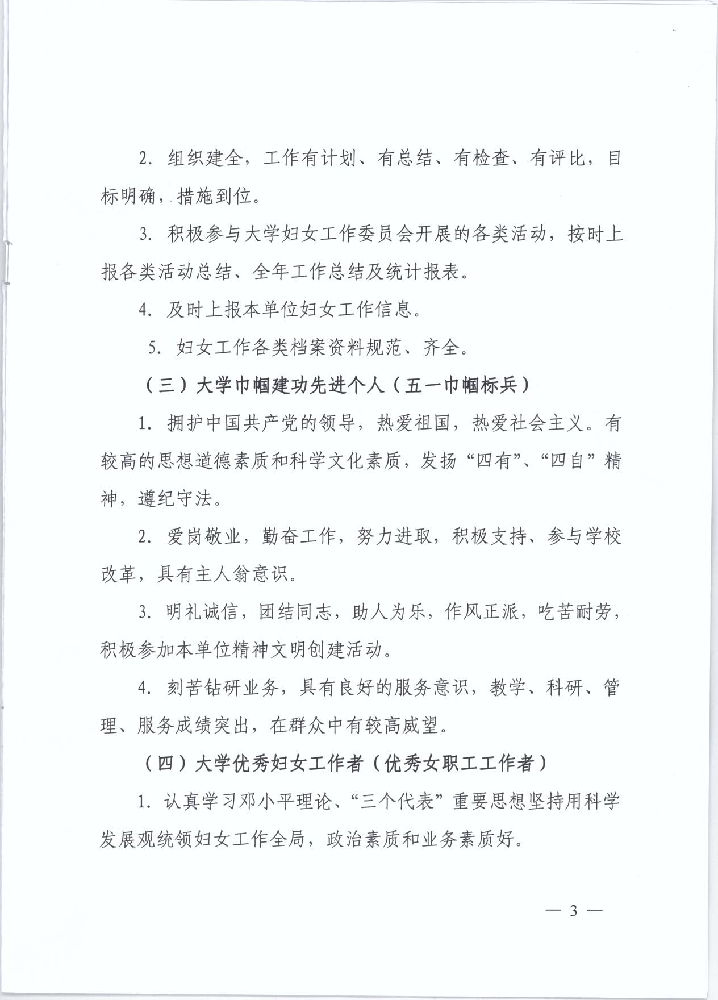 2. 组织建全，工作有计划、有总结、有检查、有评比，目
标明确，措施到位。
3. 积极参与大学妇女工作委员会开展的各类活动，按时上
报各类活动总结、全年工作总结及统计报表。
4. 及时上报本单位妇女工作信息。
5. 妇女工作各类档案资料规范、齐全。
（三）大学巾帼建功先进个人（五一巾帼标兵）
1. 拥护中国共产党的领导，热爱祖国，热爱社会主义。有
较高的思想道德素质和科学文化素质，发扬“四有”、“四自”精
神，遵纪守法。
2. 爱岗敬业，勤奋工作，努力进取，积极支持、参与学校
改革，具有主人翁意识。
3. 明礼诚信，团结同志，助人为乐，作风正派，吃苦耐劳，
积极参加本单位精神文明创建活动。
4. 刻苦钻研业务，具有良好的服务意识，教学、科研、管
理、服务成绩突出，在群众中有较高威望。
（四）大学优秀妇女工作者（优秀女职工工作者）
1. 认真学习邓小平理论、“三个代表”重要思想坚持用科学
发展观统领妇女工作全局，政治素质和业务素质好。
— 3 —